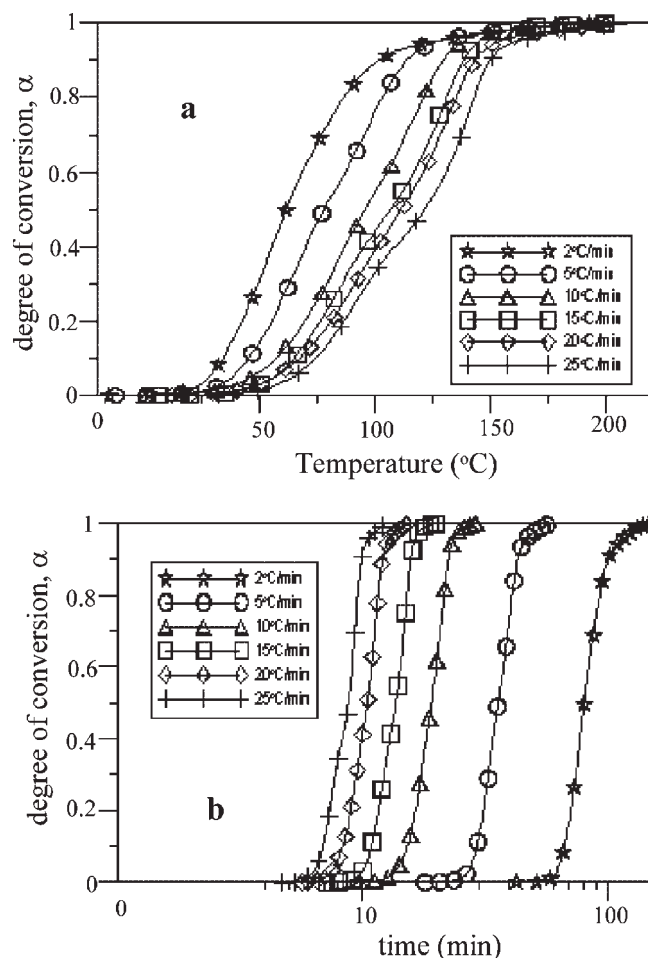 degree of conversion, α
1
0.8
0.6
0.4
0.2
0
a
2°C/min
5°C/min
10°C/min
15°C/min
20°C/min
25°C/min
0
50
100
150
200
Temperature (°C)
degree of conversion, α
1
0.8
0.6
0.4
0.2
0
2°C/min
5°C/min
10°C/min
15°C/min
20°C/min
25°C/min
b
0
10
100
time (min)